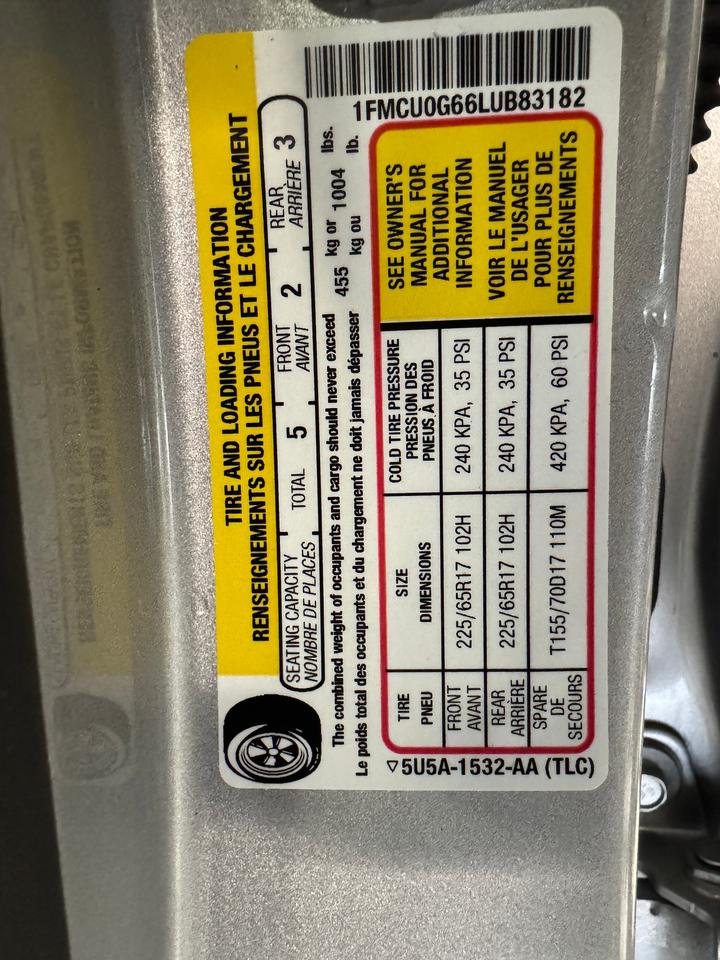 1FMCU0G66LUB83182
TIRE AND LOADING INFORMATION
RENSEIGNEMENTS SUR LES PNEUS ET LE CHARGEMENT
SEATING CAPACITY TOTAL 5 FRONT 2 REAR 3
NOMBRE DE PLACES AVANT ARRIÈRE
The combined weight of occupants and cargo should never exceed 455 kg or 1004 lbs.
Le poids total des occupants et du chargement ne doit jamais dépasser kg ou lb.
TIRE
PNEU
SIZE
DIMENSIONS
COLD TIRE PRESSURE
PRESSION DES
PNEUS À FROID
FRONT
AVANT
225/65R17 102H
240 KPA, 35 PSI
REAR
ARRIÈRE
225/65R17 102H
240 KPA, 35 PSI
SPARE
DE
SECOURS
T155/70D17 110M
420 KPA, 60 PSI
SEE OWNER'S
MANUAL FOR
ADDITIONAL
INFORMATION
VOIR LE MANUEL
DE L'USAGER
POUR PLUS DE
RENSEIGNEMENTS
5U5A-1532-AA (TLC)